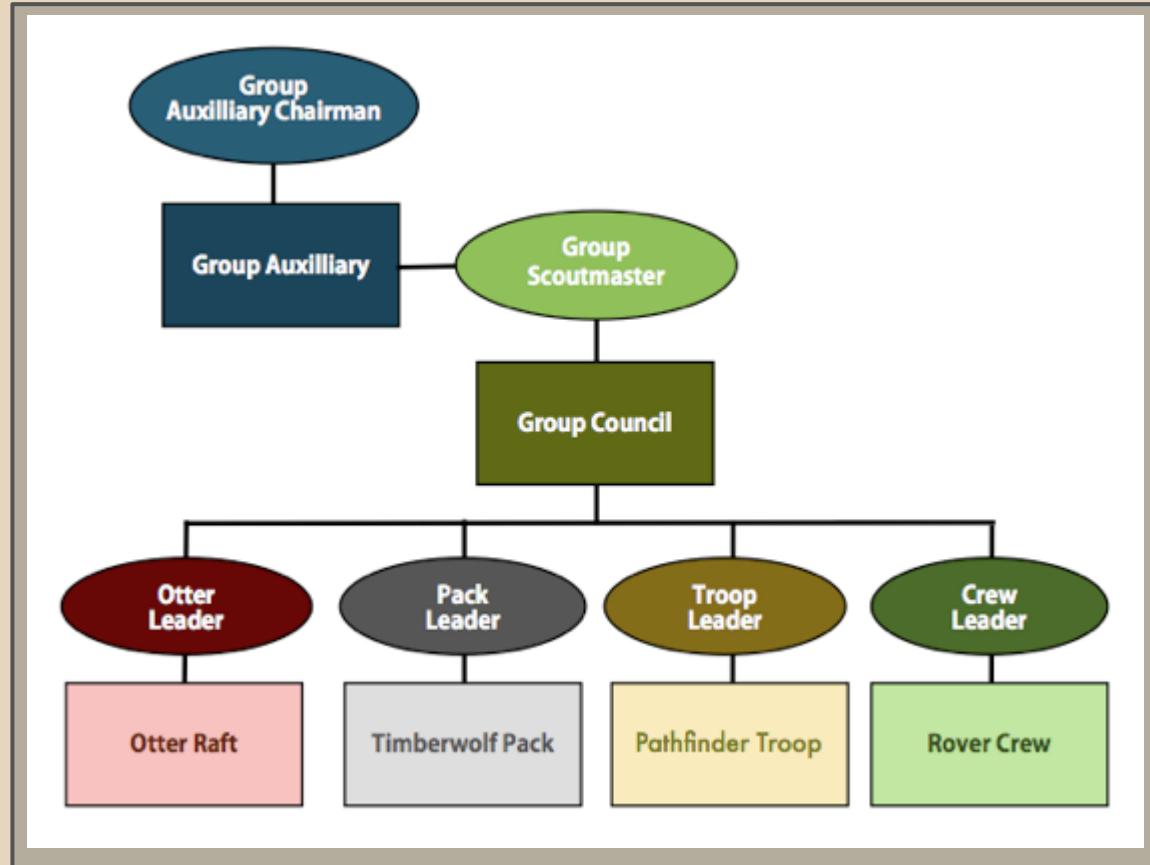 Group
Auxilliary Chairman
Group Auxilliary
Group
Scoutmaster
Group Council
Otter
Leader
Pack
Leader
Troop
Leader
Crew
Leader
Otter Raft
Timberwolf Pack
Pathfinder Troop
Rover Crew